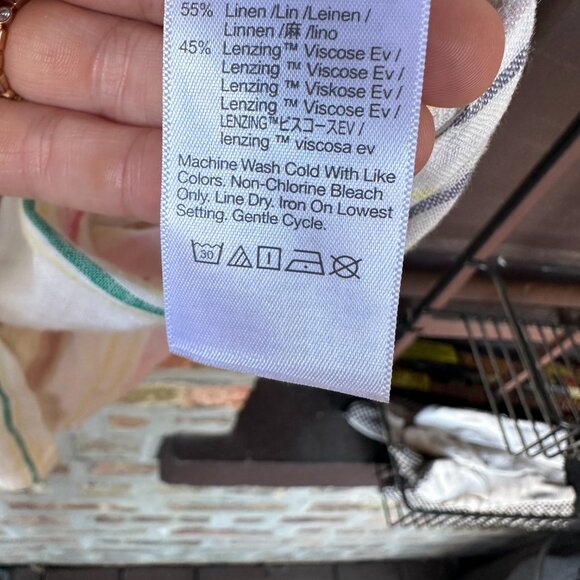 55% Linen /Lin /Leinen /
Linnen /麻 /lino
45% Lenzing™ Viscose Ev /
Lenzing ™ Viscose Ev /
Lenzing ™ Viskose Ev /
Lenzing ™ Viscose Ev /
LENZING™ビスコースEV /
lenzing ™ viscosa ev
Machine Wash Cold With Like
Colors. Non-Chlorine Bleach
Only. Line Dry. Iron On Lowest
Setting. Gentle Cycle.
30